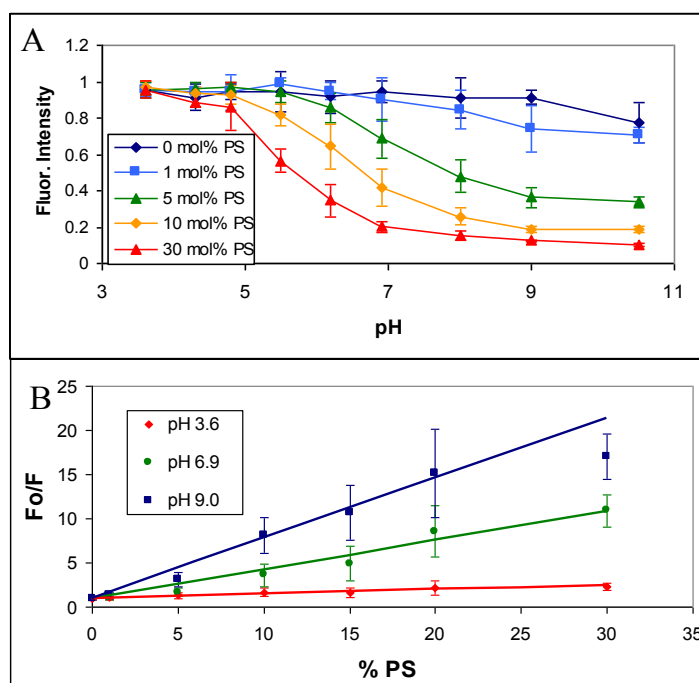 A
1.2
1
0.8
0.6
0.4
0.2
0
Fluor. Intensity
0 mol% PS
1 mol% PS
5 mol% PS
10 mol% PS
30 mol% PS
3 5 7 9 11
pH
B
25
20
15
10
5
0
Fo/F
pH 3.6
pH 6.9
pH 9.0
0 5 10 15 20 25 30 35
% PS